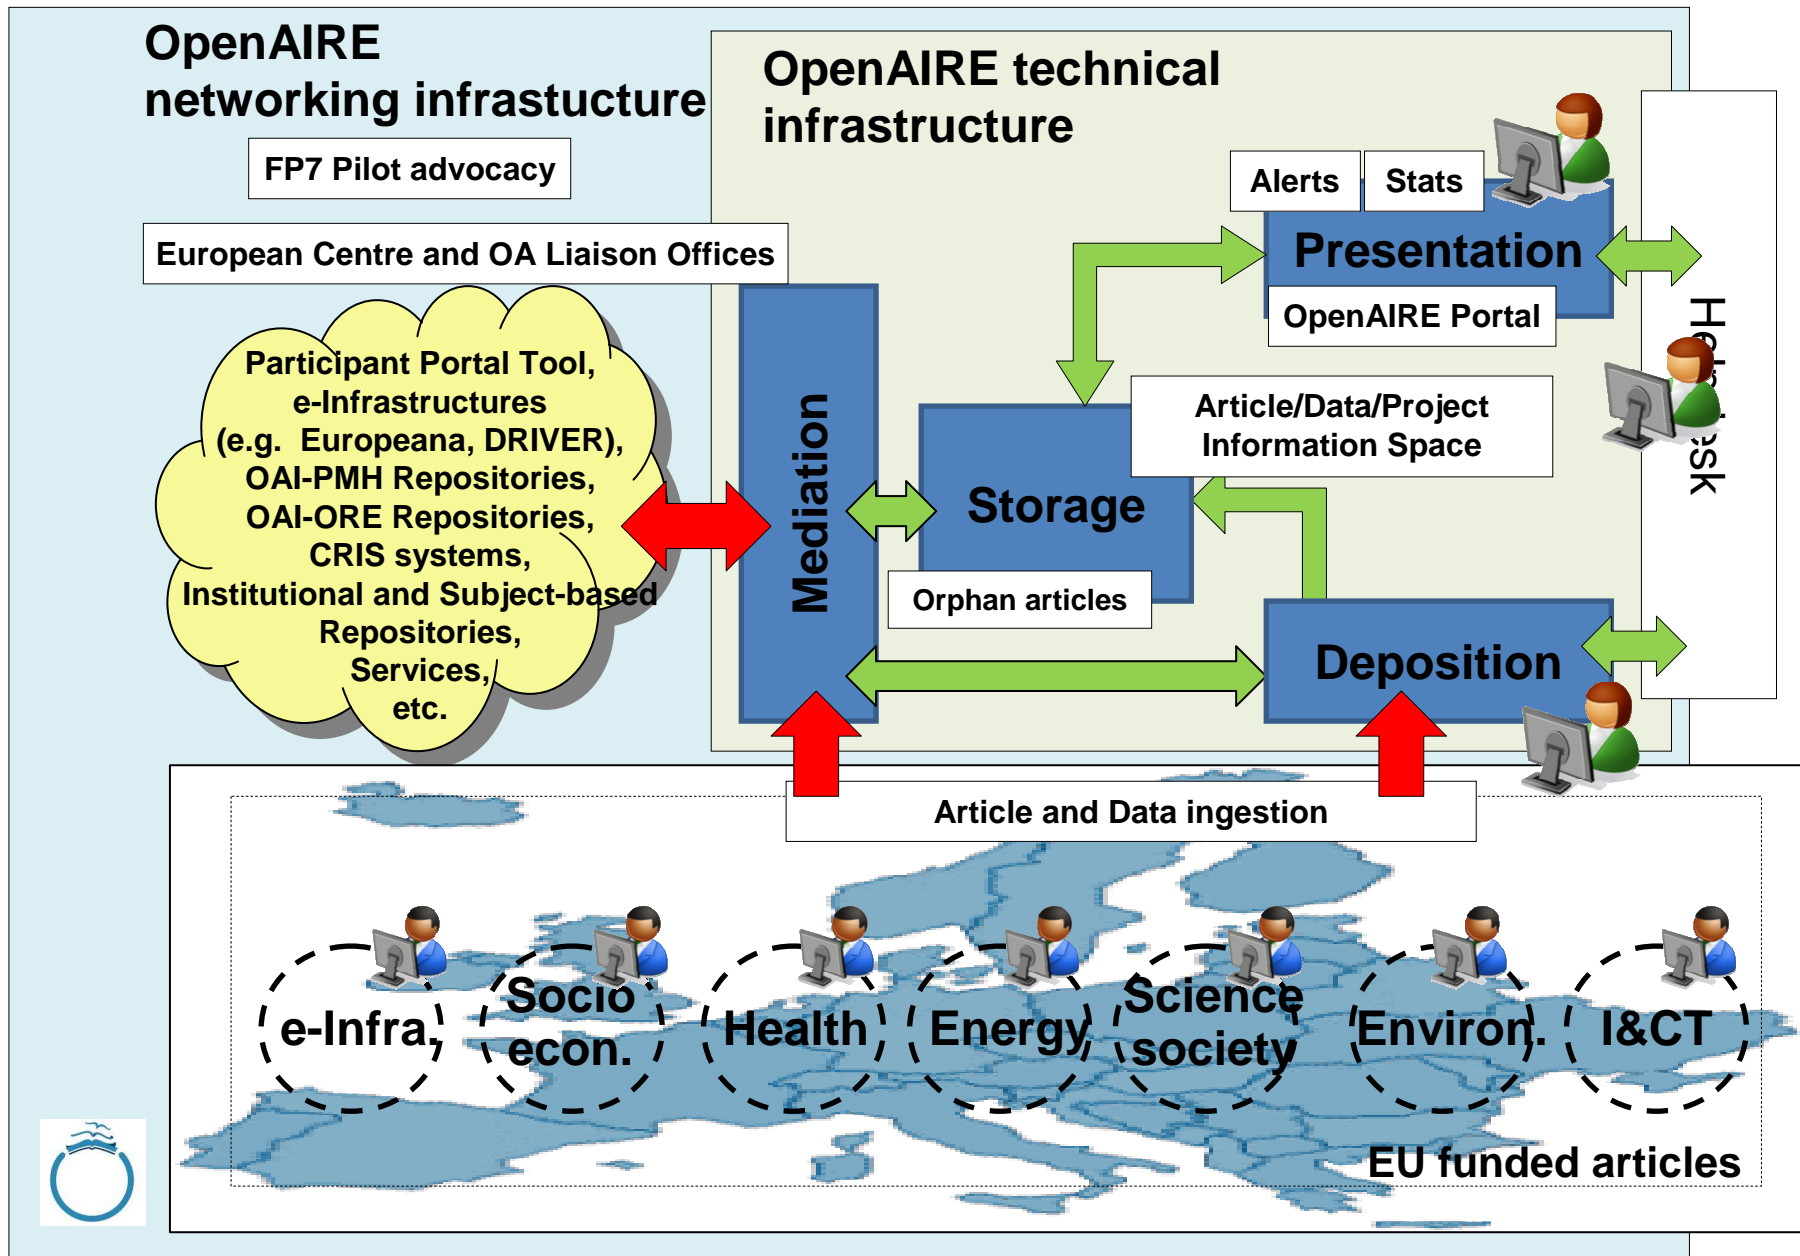 OpenAIRE
networking infrastucture
OpenAIRE technical
infrastructure
FP7 Pilot advocacy
European Centre and OA Liaison Offices
Alerts
Stats
Presentation
OpenAIRE Portal
Participant Portal Tool,
e-Infrastructures
(e.g. Europeana, DRIVER),
OAI-PMH Repositories,
OAI-ORE Repositories,
CRIS systems,
Institutional and Subject-based
Repositories,
Services,
etc.
Mediation
Article/Data/Project
Information Space
Storage
Orphan articles
Deposition
Article and Data ingestion
e-Infra.
Socio
econ.
Health
Energy
Science
society
Environ.
I&CT
EU funded articles